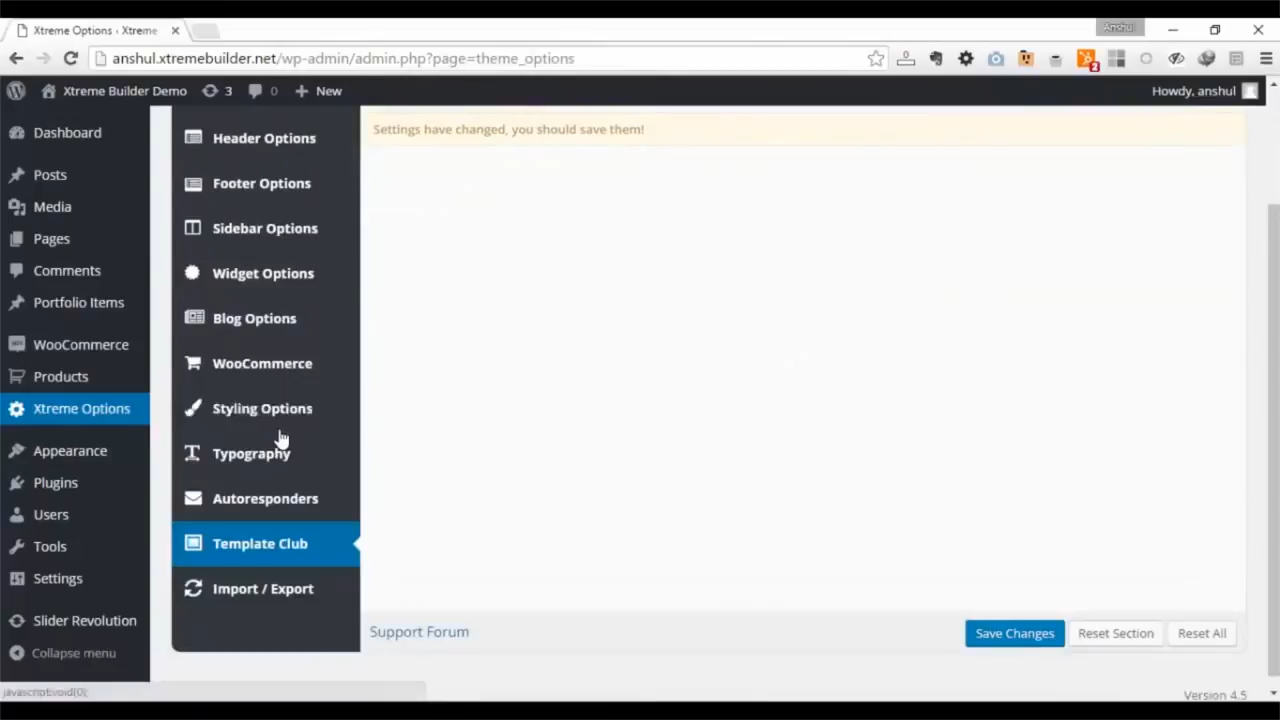 Xtreme Options ‹ Xtreme
Anshul
anshul.xtremebuilder.net/wp-admin/admin.php?page=theme_options
2
Xtreme Builder Demo
3
0
New
Howdy, anshul
Dashboard
Posts
Media
Pages
Comments
Portfolio Items
WooCommerce
Products
Xtreme Options
Appearance
Plugins
Users
Tools
Settings
Slider Revolution
Collapse menu
Header Options
Footer Options
Sidebar Options
Widget Options
Blog Options
WooCommerce
Styling Options
Typography
Autoresponders
Template Club
Import / Export
Settings have changed, you should save them!
Support Forum
Save Changes
Reset Section
Reset All
javascript:void(0);
Version 4.5